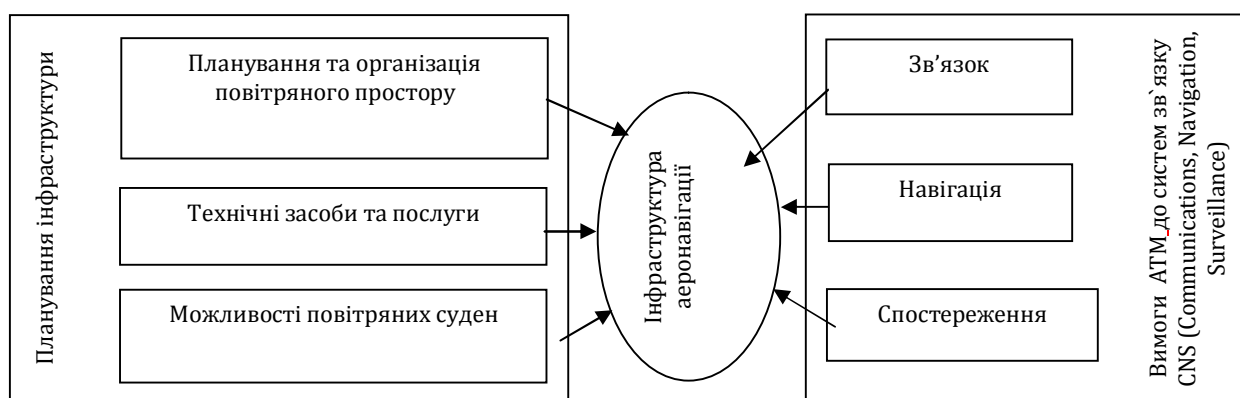 Планування інфраструктури
Планування та організація
повітряного простору
Технічні засоби та послуги
Можливості повітряних суден
Інфраструктура
аеронавігації
Зв’язок
Навігація
Спостереження
Вимоги АТМ до систем зв`язку
CNS (Communications, Navigation,
Surveillance)